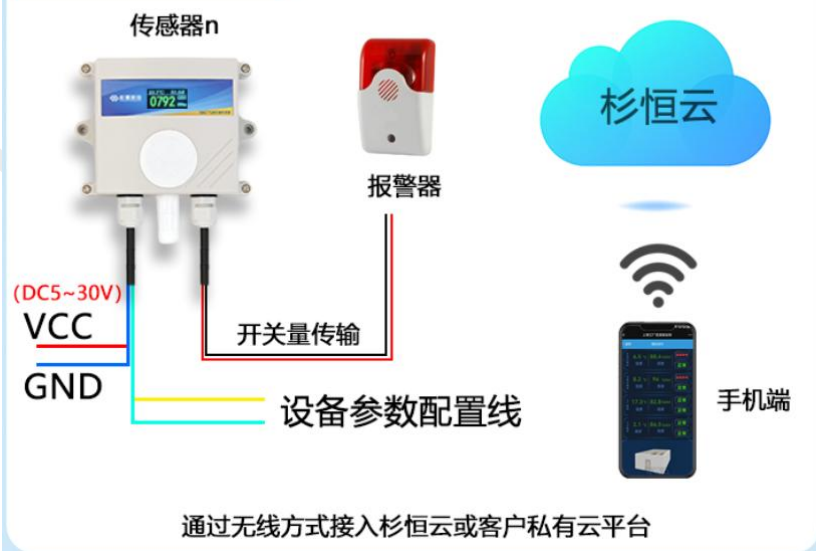 传感器n
0792
杉恒云
报警器
(DC5~30V)
VCC
开关量传输
GND
设备参数配置线
手机端
通过无线方式接入杉恒云或客户私有云平台